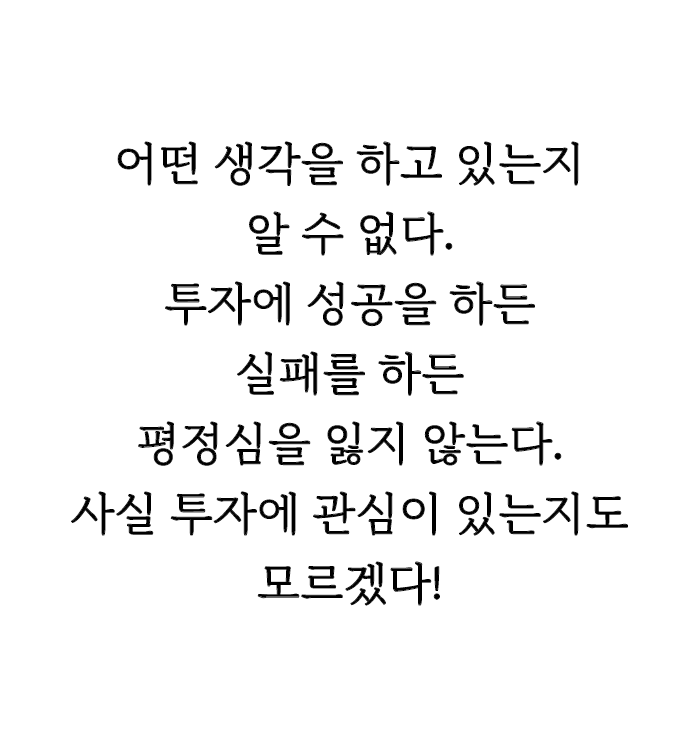 어떤 생각을 하고 있는지
알 수 없다.
투자에 성공을 하든
실패를 하든
평정심을 잃지 않는다.
사실 투자에 관심이 있는지도
모르겠다!